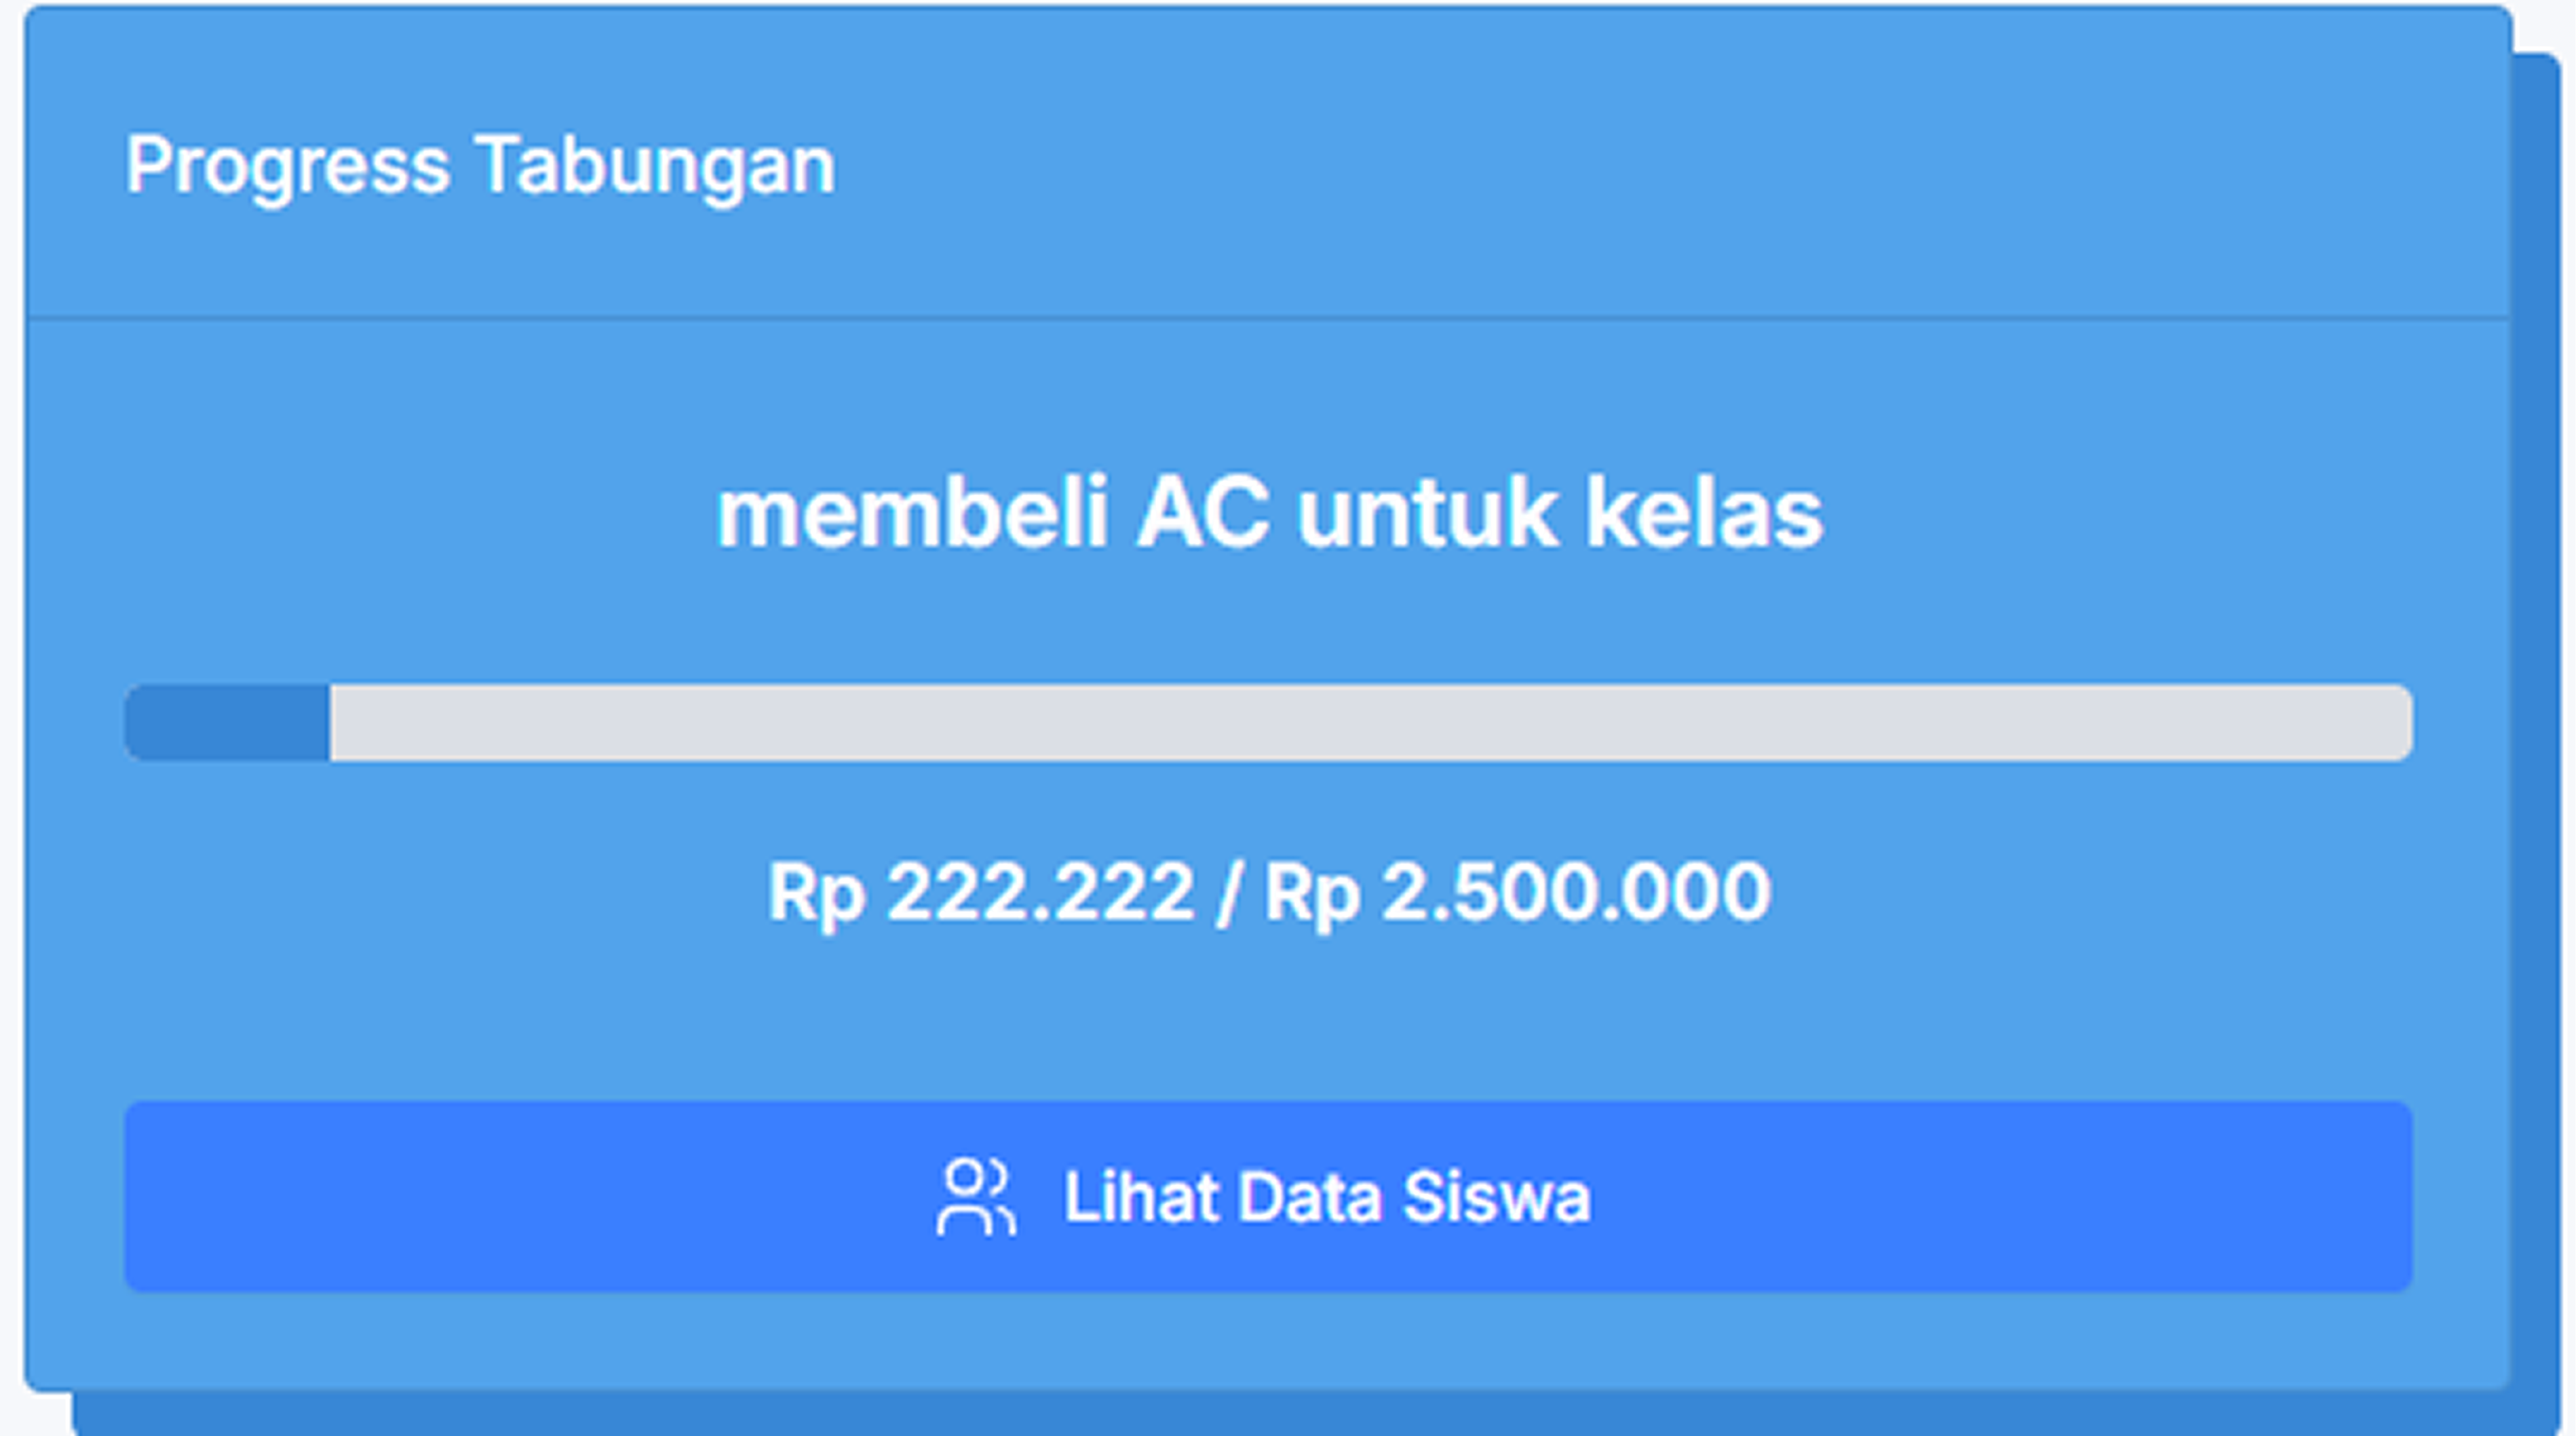 Progress Tabungan
membeli AC untuk kelas
Rp 222.222 / Rp 2.500.000
Lihat Data Siswa